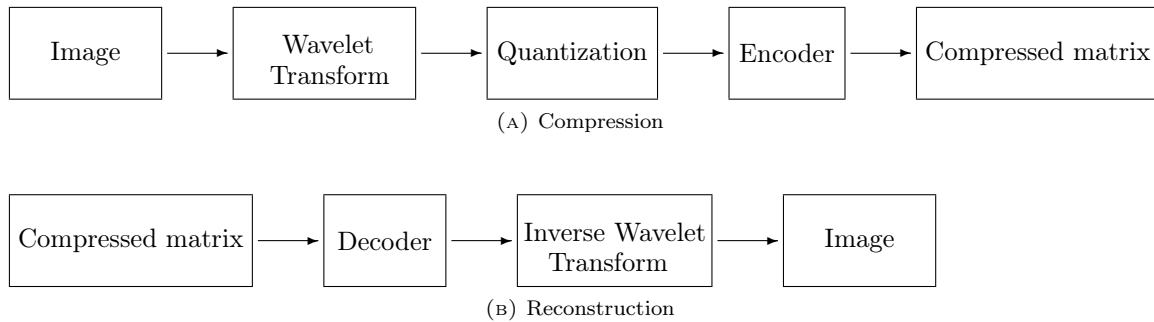 Image
Wavelet
Transform
Quantization
Encoder
Compressed matrix
(A) Compression
Compressed matrix
Decoder
Inverse Wavelet
Transform
Image
(B) Reconstruction